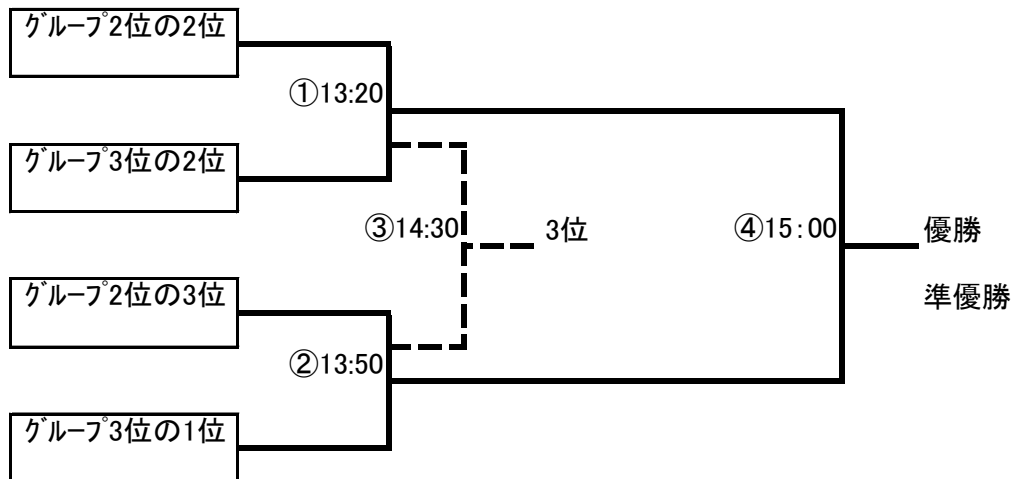 グループ2位の2位
①13:20
グループ3位の2位
③14:30
3位
④15:00
優勝
グループ2位の3位
準優勝
②13:50
グループ3位の1位